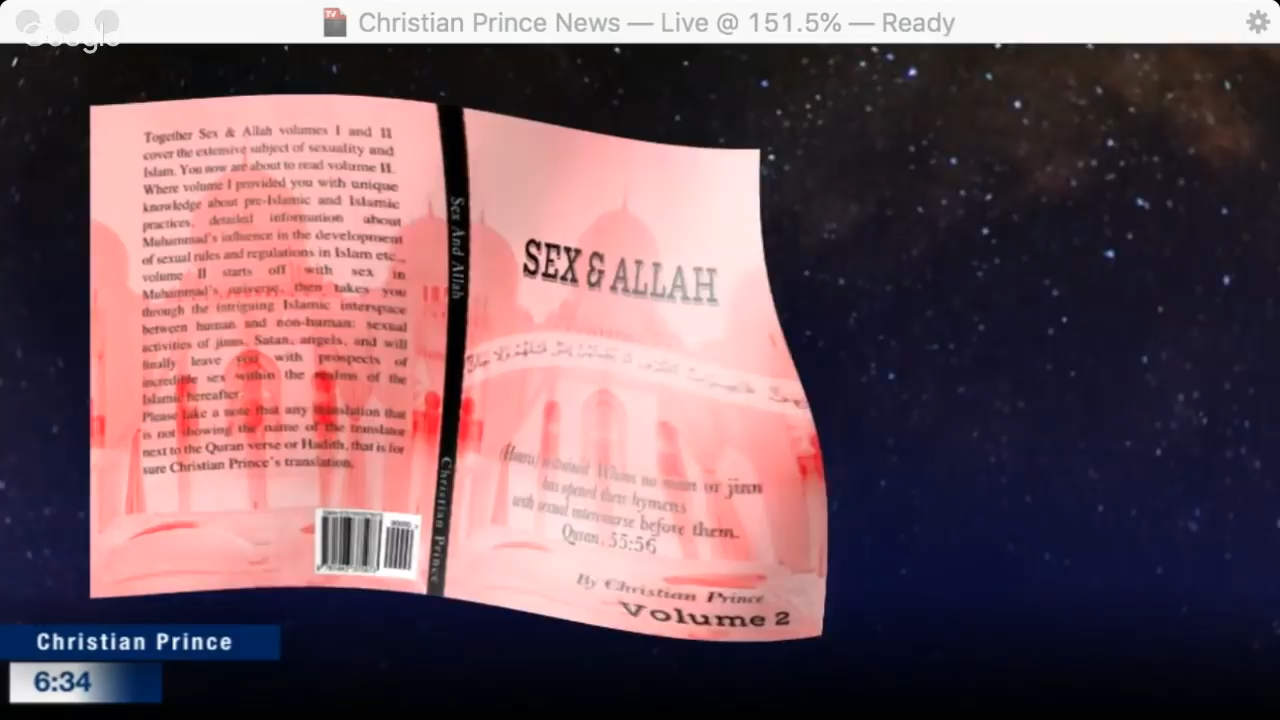 Christian Prince News — Live @ 151.5% — Ready
Google
Together Sex & Allah volumes I and II
cover the extensive subject of sexuality and
Islam. You now are about to read volume II.
Where volume I provided you with unique
knowledge about pre-Islamic and Islamic
practices, detailed information about
Muhammad's influence in the development
of sexual rules and regulations in Islam etc.,
volume II starts off with sex in
Muhammad's universe, then takes you
through the intriguing Islamic interspace
between human and non-human: sexual
activities of jinns, Satan, angels, and will
finally leave you with prospects of
incredible sex within the realms of the
Islamic hereafter.
Please take a note that any translation that
is not showing the name of the translator
next to the Quran verse or Hadith, that is for
sure Christian Prince's translation.
Sex And Allah
Christian Prince
SEX & ALLAH
Whom no man or jinn
has opened their hymens
with sexual intercourse before them.
Quran, 55:56
By Christian Prince
Volume 2
Christian Prince
6:34